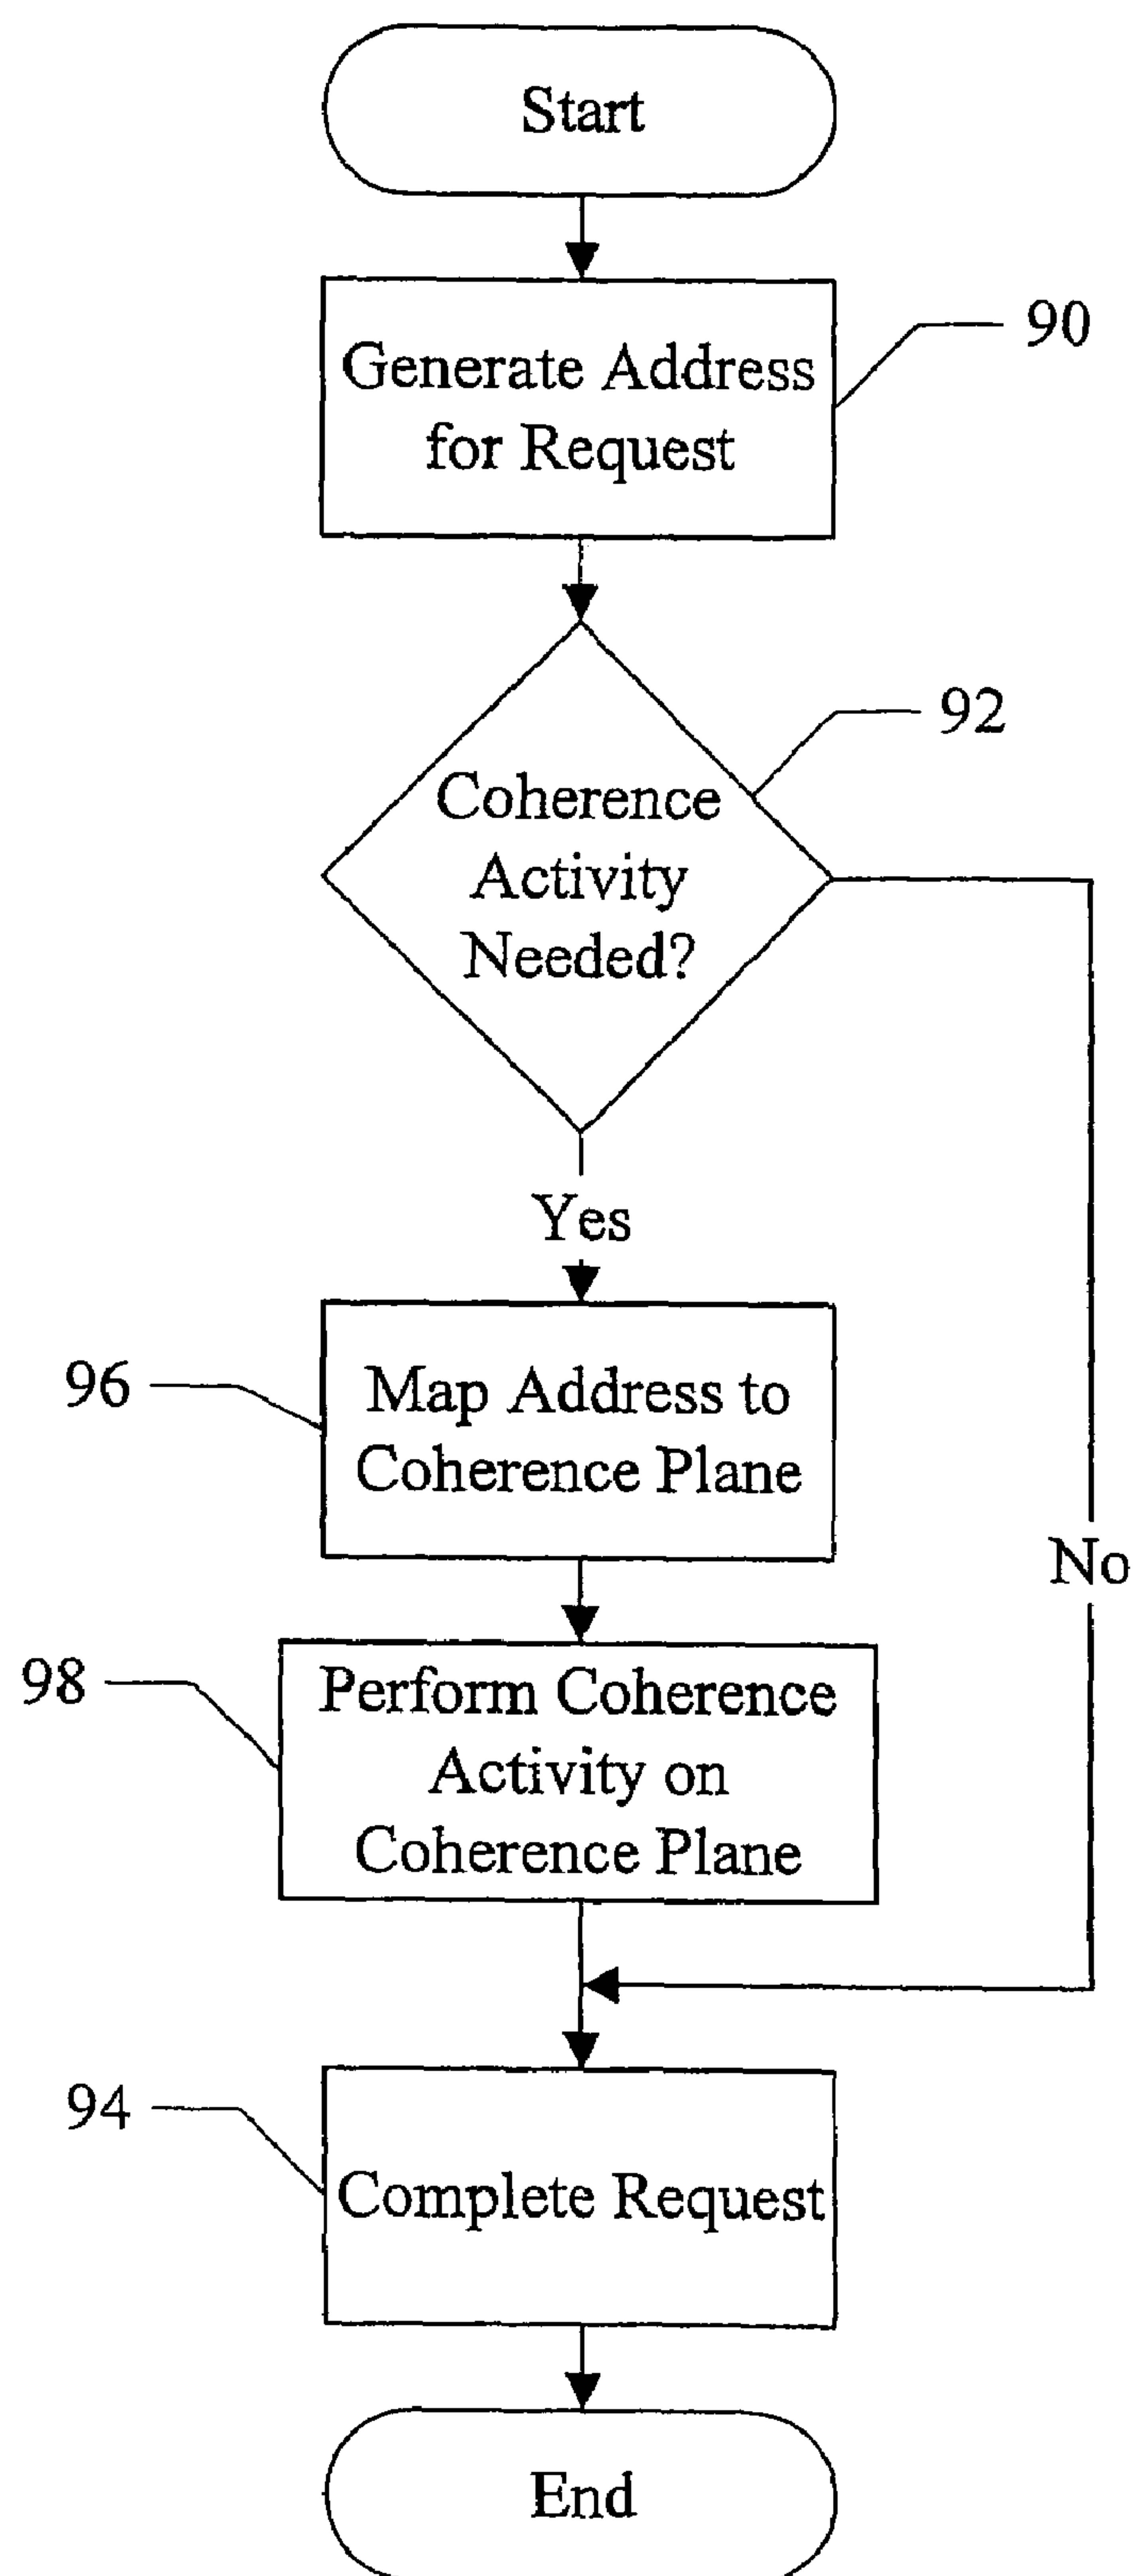 Start
Generate Address
for Request
90
Coherence
Activity
Needed?
92
Yes
Map Address to
Coherence Plane
96
No
Perform Coherence
Activity on
Coherence Plane
98
Complete Request
94
End